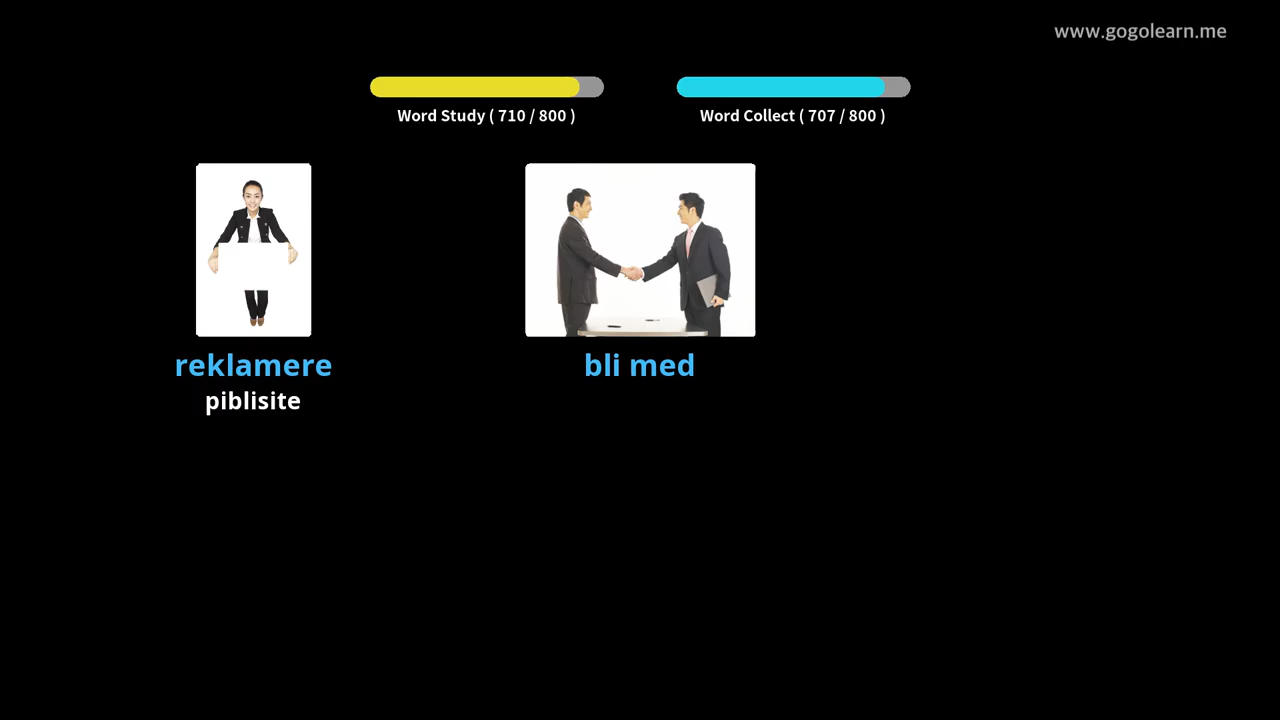 www.gogolearn.me
Word Study ( 710 / 800 )
Word Collect ( 707 / 800 )
reklamere
piblisite
bli med